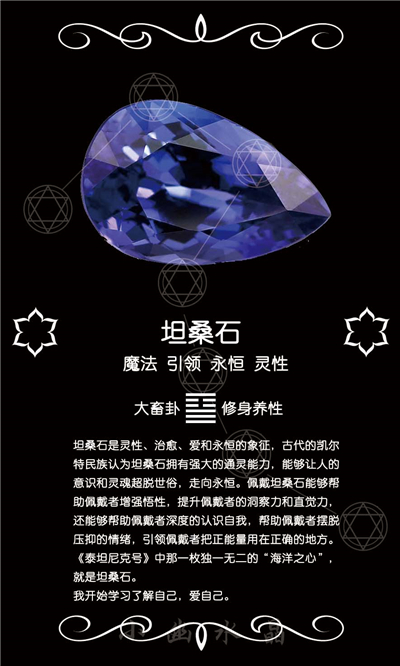 坦桑石
魔法 引领 永恒 灵性
大畜卦 修身养性
坦桑石是灵性、治愈、爱和永恒的象征，古代的凯尔
特民族认为坦桑石拥有强大的通灵能力，能够让人的
意识和灵魂超脱世俗，走向永恒。佩戴坦桑石能够帮
助佩戴者增强悟性，提升佩戴者的洞察力和直觉力，
还能够帮助佩戴者深度的认识自我，帮助佩戴者摆脱
压抑的情绪，引领佩戴者把正能量用在正确的地方。
《泰坦尼克号》中那一枚独一无二的“海洋之心”，
就是坦桑石。
我开始学习了解自己，爱自己。